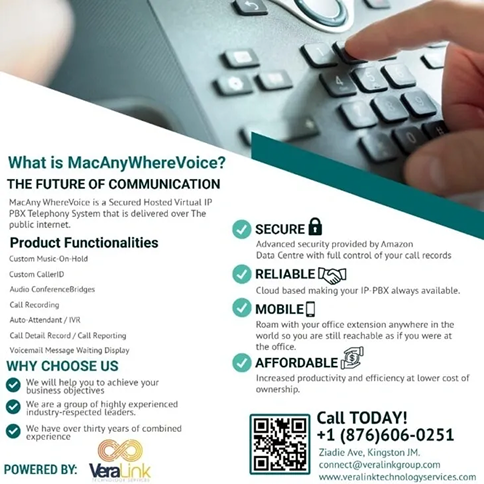 What is MacAnyWhereVoice?
THE FUTURE OF COMMUNICATION
MacAny WhereVoice is a Secured Hosted Virtual IP
PBX Telephony System that is delivered over The
public internet.
Product Functionalities
Custom Music-On-Hold
Custom CallerID
Audio ConferenceBridges
Call Recording
Auto-Attendant / IVR
Call Detail Record / Call Reporting
Voicemail Message Waiting Display
WHY CHOOSE US
We will help you to achieve your
business objectives
We are a group of highly experienced
industry-respected leaders.
We have over thirty years of combined
experience
POWERED BY:
VeraLink
SECURE
Advanced security provided by Amazon
Data Centre with full control of your call records
RELIABLE
Cloud based making your IP-PBX always available.
MOBILE
Roam with your office extension anywhere in the
world so you are still reachable as if you were at
the office.
AFFORDABLE
Increased productivity and efficiency at lower cost of
ownership.
Call TODAY!
+1 (876)606-0251
Ziadie Ave, Kingston JM.
connect@veralinkgroup.com
www.veralinktechnologyservices.com